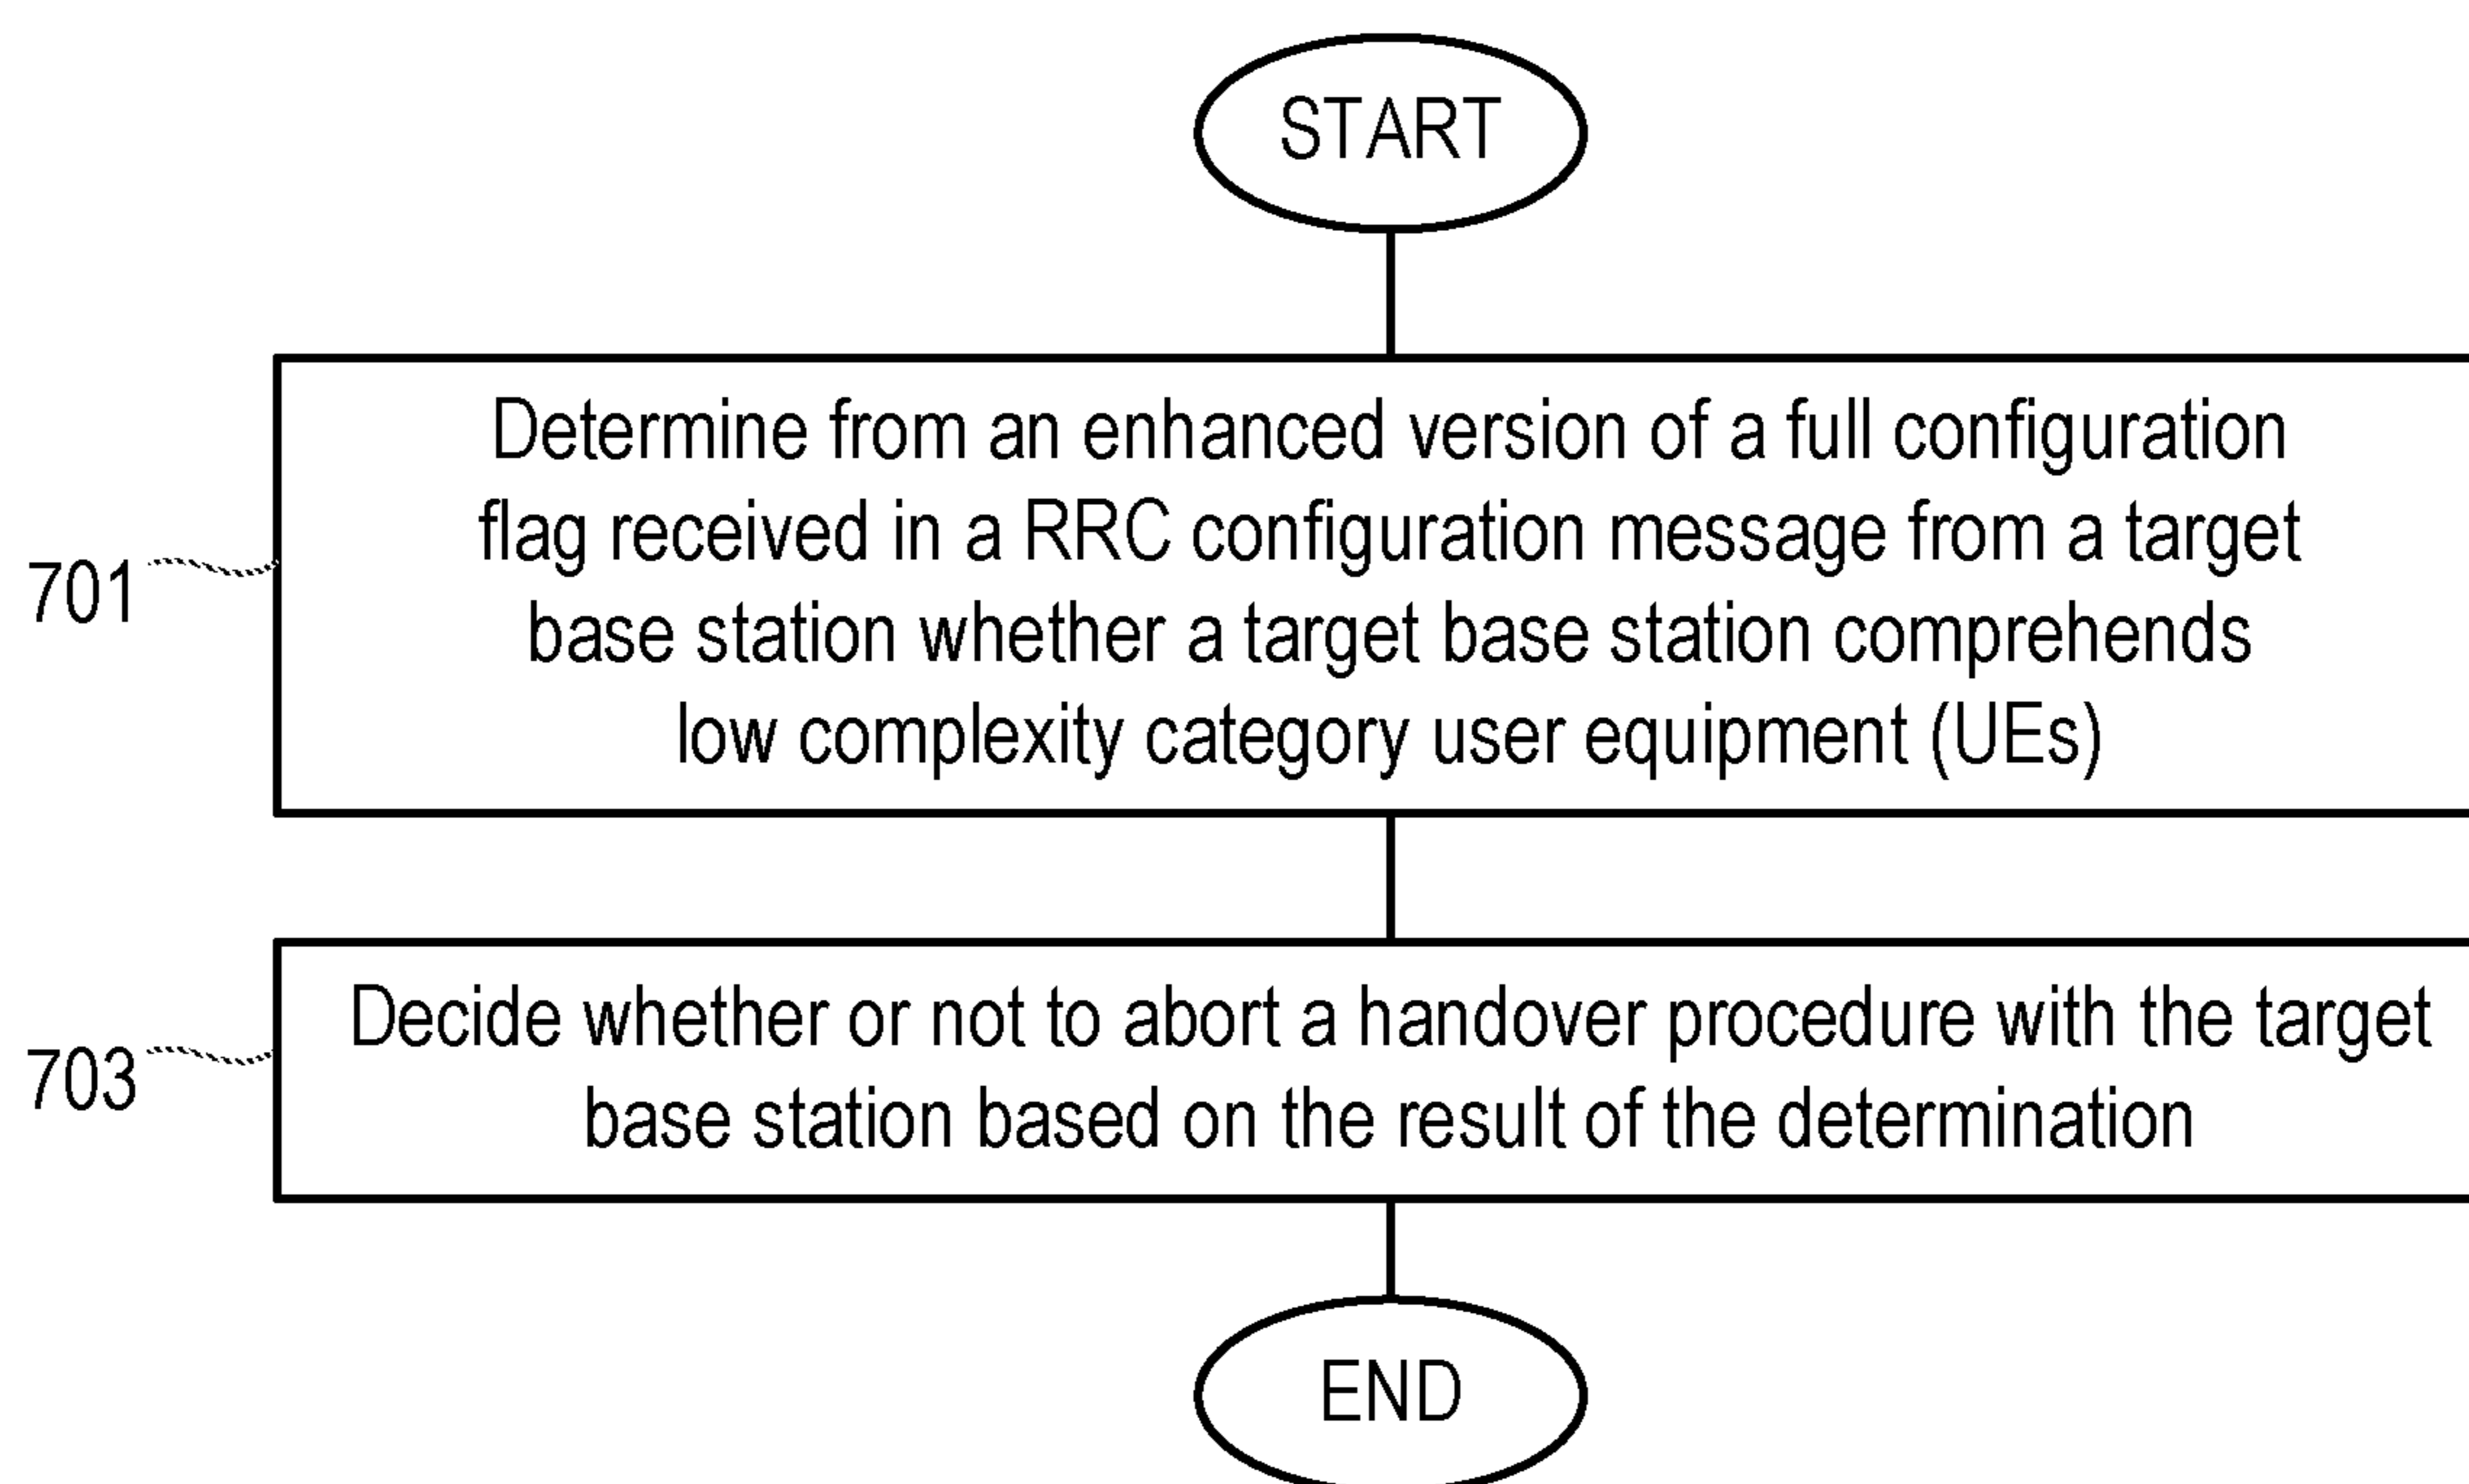 START
Determine from an enhanced version of a full configuration
flag received in a RRC configuration message from a target
701
base station whether a target base station comprehends
low complexity category user equipment (UEs)
Decide whether or not to abort a handover procedure with the target
703
base station based on the result of the determination
END